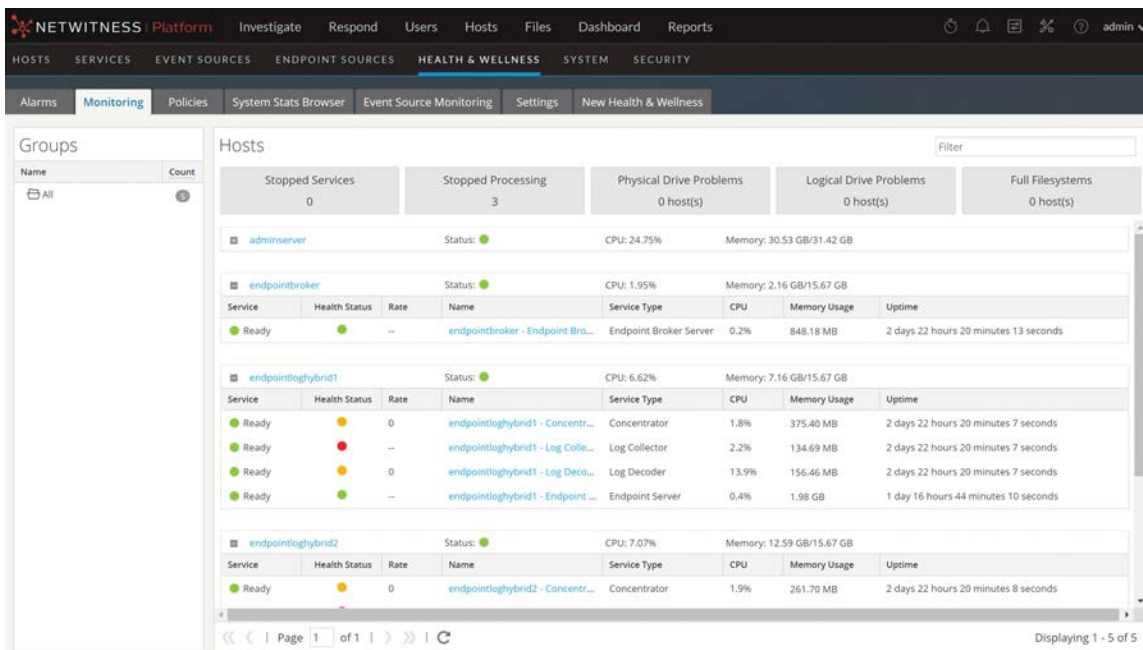 NETWITNESS | Platform Investigate Respond Users Hosts Files Dashboard Reports admin
HOSTS SERVICES EVENT SOURCES ENDPOINT SOURCES HEALTH & WELLNESS SYSTEM SECURITY
Alarms Monitoring Policies System Stats Browser Event Source Monitoring Settings New Health & Wellness
Groups
Name Count
All 5
Hosts Filter
Stopped Services Stopped Processing Physical Drive Problems Logical Drive Problems Full Filesystems
0 3 0 host(s) 0 host(s) 0 host(s)
adminserver Status: CPU: 24.75% Memory: 30.53 GB/31.42 GB
endpointbroker Status: CPU: 1.95% Memory: 2.16 GB/15.67 GB
Service Health Status Rate Name Service Type CPU Memory Usage Uptime
Ready -- endpointbroker - Endpoint Bro... Endpoint Broker Server 0.2% 848.18 MB 2 days 22 hours 20 minutes 13 seconds
endpointloghybrid1 Status: CPU: 6.62% Memory: 7.16 GB/15.67 GB
Service Health Status Rate Name Service Type CPU Memory Usage Uptime
Ready 0 endpointloghybrid1 - Concentr... Concentrator 1.8% 375.40 MB 2 days 22 hours 20 minutes 7 seconds
Ready -- endpointloghybrid1 - Log Colle... Log Collector 2.2% 134.69 MB 2 days 22 hours 20 minutes 7 seconds
Ready 0 endpointloghybrid1 - Log Deco... Log Decoder 13.9% 156.46 MB 2 days 22 hours 20 minutes 7 seconds
Ready -- endpointloghybrid1 - Endpoint ... Endpoint Server 0.4% 1.98 GB 1 day 16 hours 44 minutes 10 seconds
endpointloghybrid2 Status: CPU: 7.07% Memory: 12.59 GB/15.67 GB
Service Health Status Rate Name Service Type CPU Memory Usage Uptime
Ready 0 endpointloghybrid2 - Concentr... Concentrator 1.9% 261.70 MB 2 days 22 hours 20 minutes 8 seconds
Page 1 of 1 Displaying 1 - 5 of 5